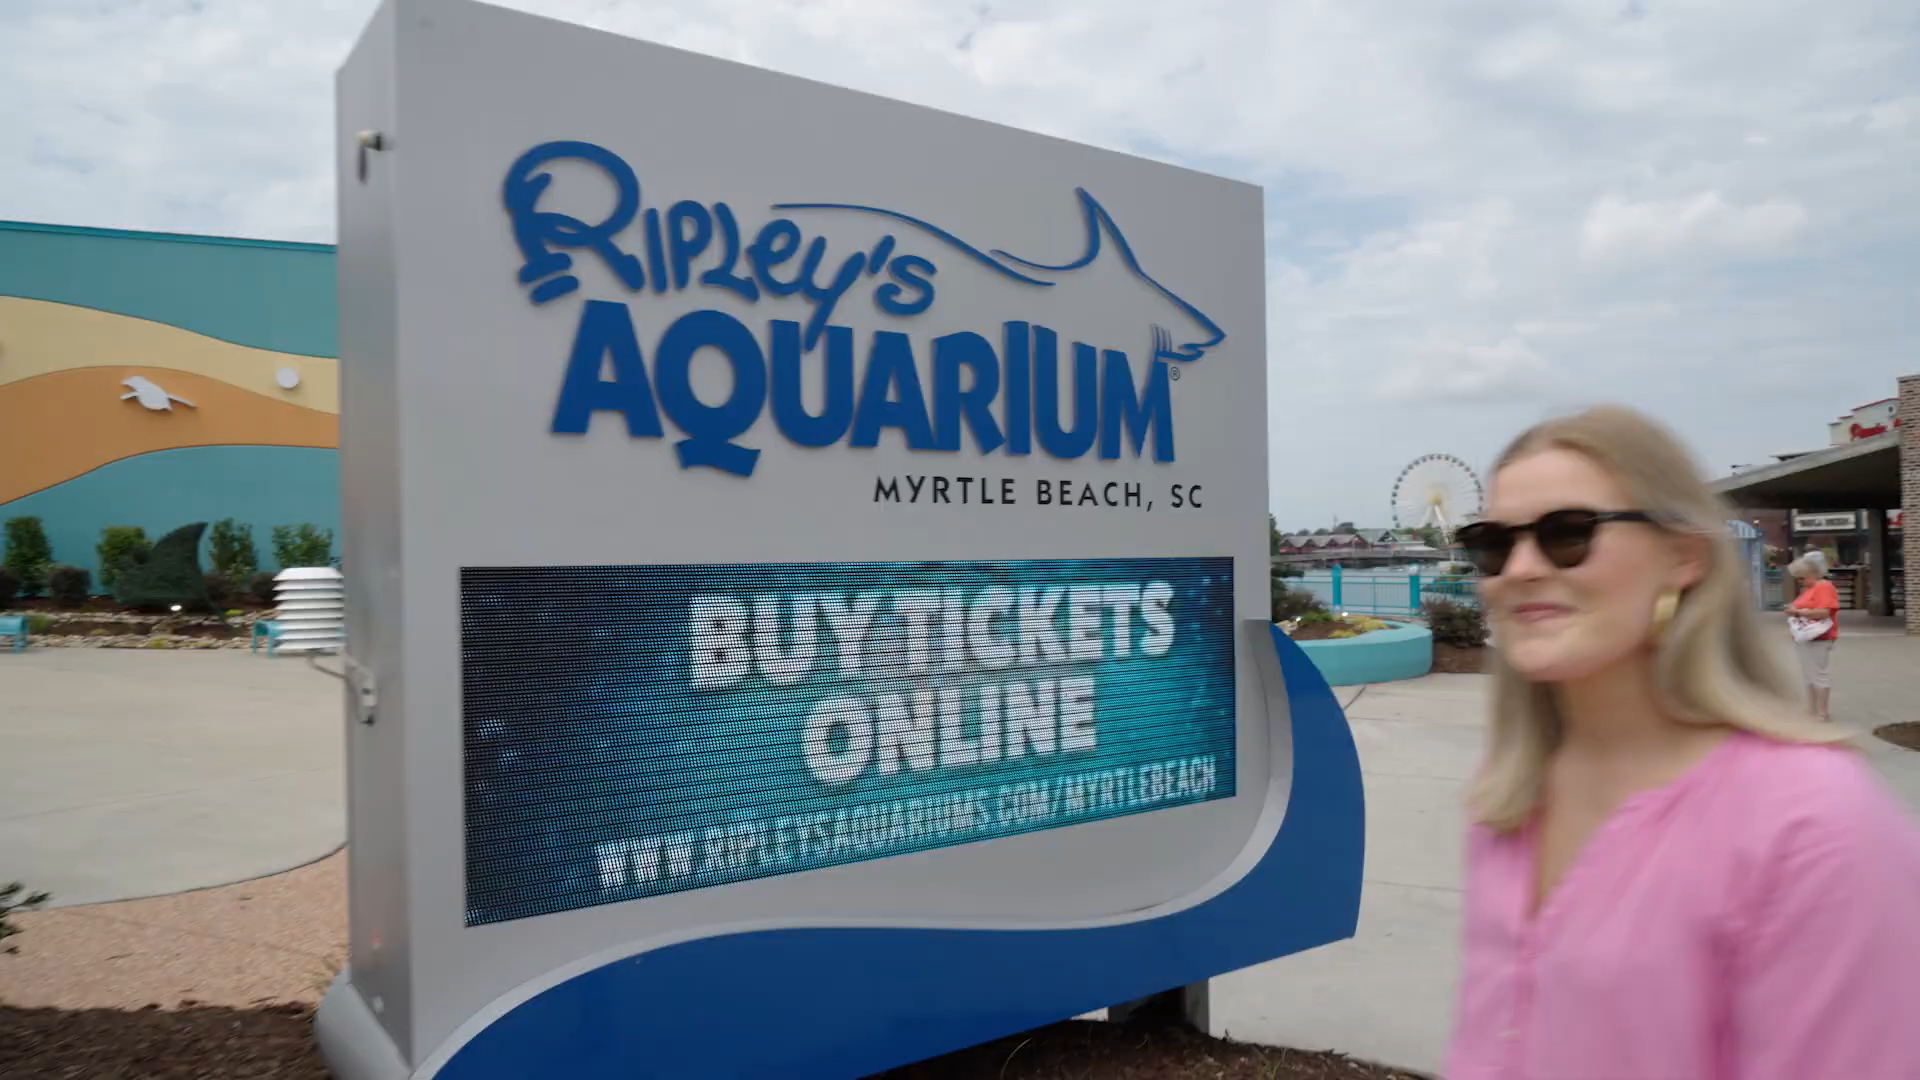 RIPLEY'S
AQUARIUM®
MYRTLE BEACH, SC
BUY TICKETS
ONLINE
WWW.RIPLEYSAQUARIUMS.COM/MYRTLEBEACH